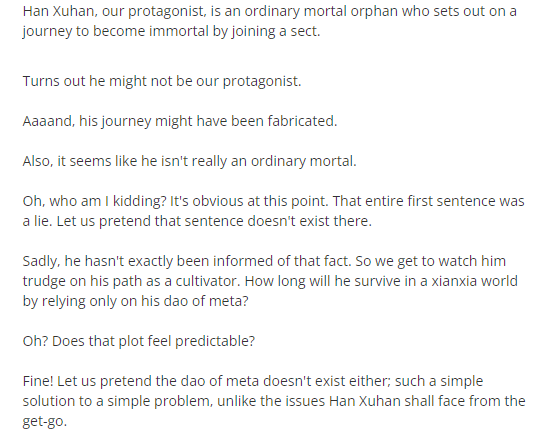 Han Xuhan, our protagonist, is an ordinary mortal orphan who sets out on a
journey to become immortal by joining a sect.
Turns out he might not be our protagonist.
Aaaand, his journey might have been fabricated.
Also, it seems like he isn't really an ordinary mortal.
Oh, who am I kidding? It's obvious at this point. That entire first sentence was
a lie. Let us pretend that sentence doesn't exist there.
Sadly, he hasn't exactly been informed of that fact. So we get to watch him
trudge on his path as a cultivator. How long will he survive in a xianxia world
by relying only on his dao of meta?
Oh? Does that plot feel predictable?
Fine! Let us pretend the dao of meta doesn't exist either; such a simple
solution to a simple problem, unlike the issues Han Xuhan shall face from the
get-go.